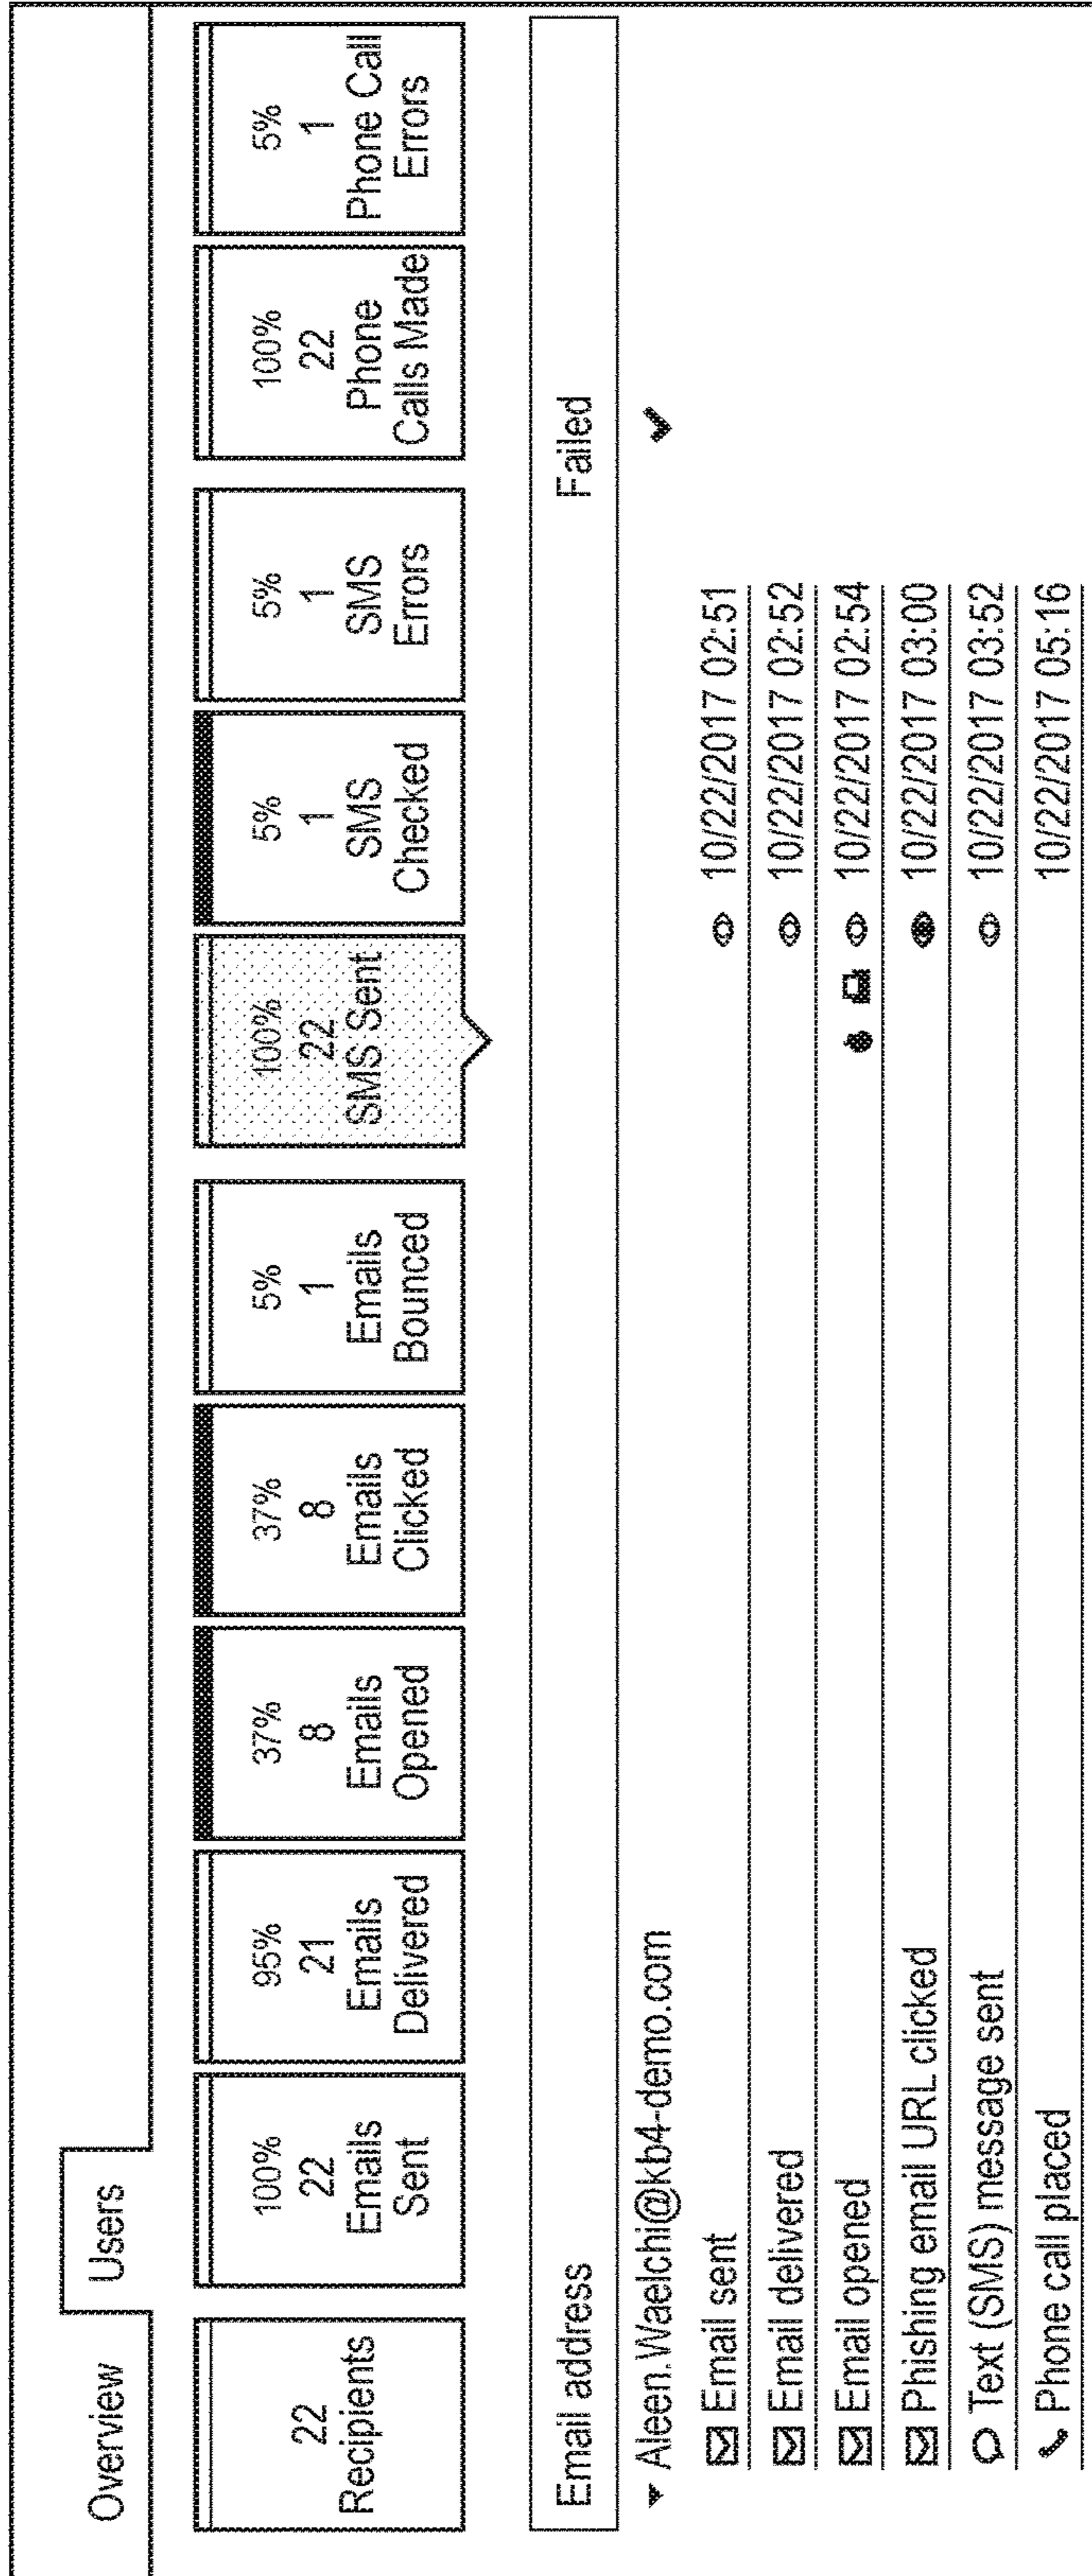 Overview
Users
22
Recipients
100%
22
Emails
Sent
95%
21
Emails
Delivered
37%
8
Emails
Opened
37%
8
Emails
Clicked
5%
1
Emails
Bounced
100%
22
SMS Sent
5%
1
SMS
Checked
5%
1
SMS
Errors
100%
22
Phone
Calls Made
5%
1
Phone Call
Errors
Email address Failed
Aleen.Waelchi@kb4-demo.com
Email sent 10/22/2017 02:51
Email delivered 10/22/2017 02:52
Email opened 10/22/2017 02:54
Phishing email URL clicked 10/22/2017 03:00
Text (SMS) message sent 10/22/2017 03:52
Phone call placed 10/22/2017 05:16